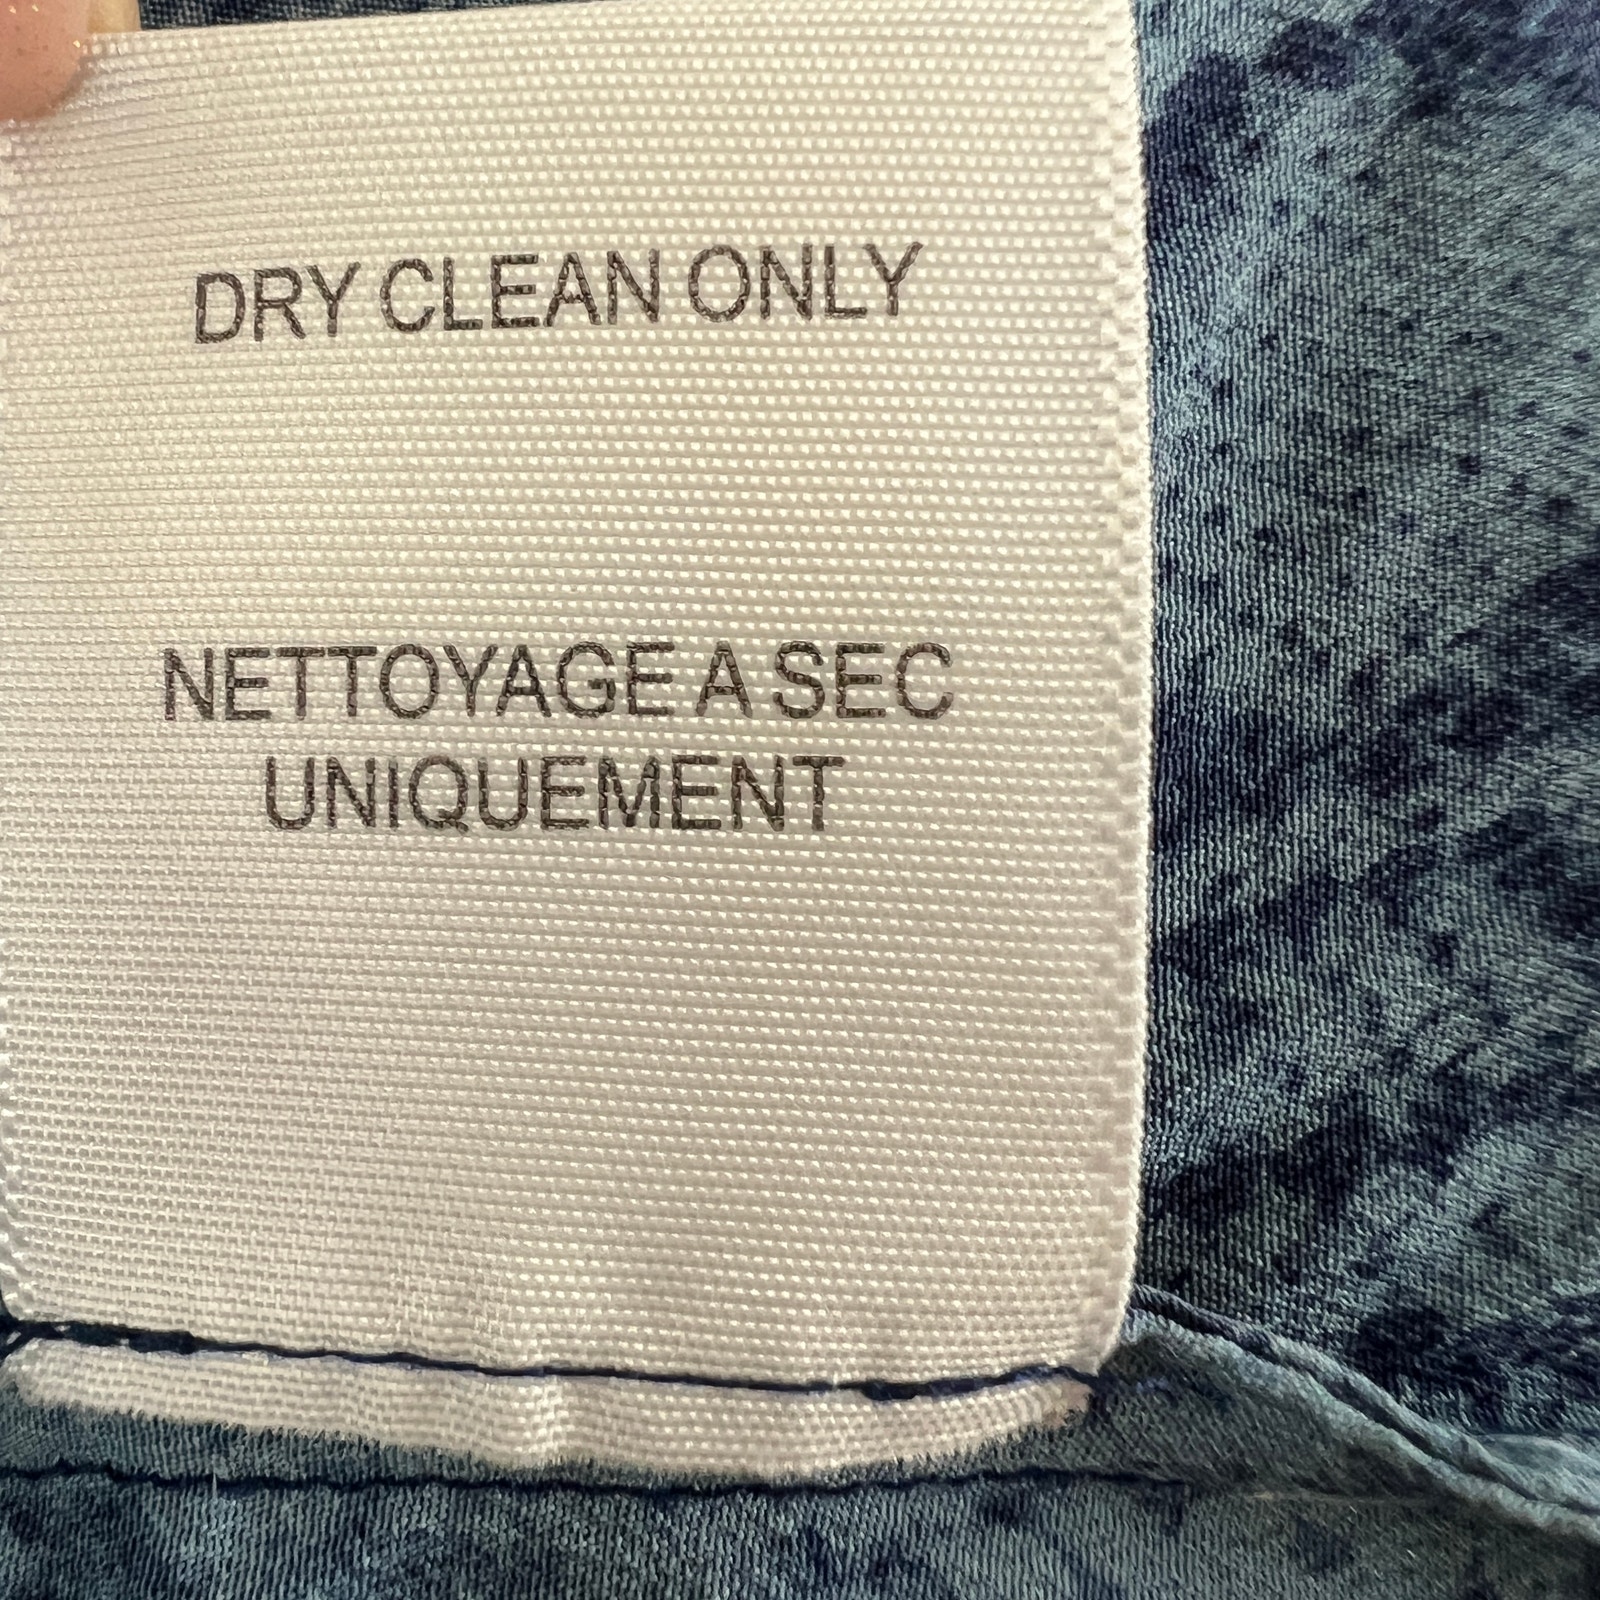 DRY CLEAN ONLY
NETTOYAGE A SEC
UNIQUEMENT